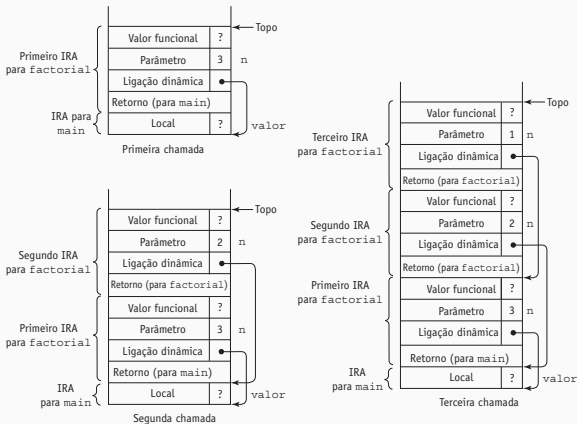 Topo
Valor funcional ?
Primeiro IRA
para factorial
Parâmetro 3 n
Ligação dinâmica
Retorno (para main)
IRA para
main
Local ? valor
Primeira chamada
Topo
Valor funcional ?
Parâmetro 2 n
Segundo IRA
para factorial
Ligação dinâmica
Retorno (para factorial)
Valor funcional ?
Primeiro IRA
para factorial
Parâmetro 3 n
Ligação dinâmica
Retorno (para main)
IRA
para main
Local ? valor
Segunda chamada
Topo
Valor funcional ?
Terceiro IRA
para factorial
Parâmetro 1 n
Ligação dinâmica
Retorno (para factorial)
Valor funcional ?
Segundo IRA
para factorial
Parâmetro 2 n
Ligação dinâmica
Retorno (para factorial)
Primeiro IRA
para factorial
Valor funcional ?
Parâmetro 3 n
Ligação dinâmica
Retorno (para main)
IRA
para main
Local ? valor
Terceira chamada